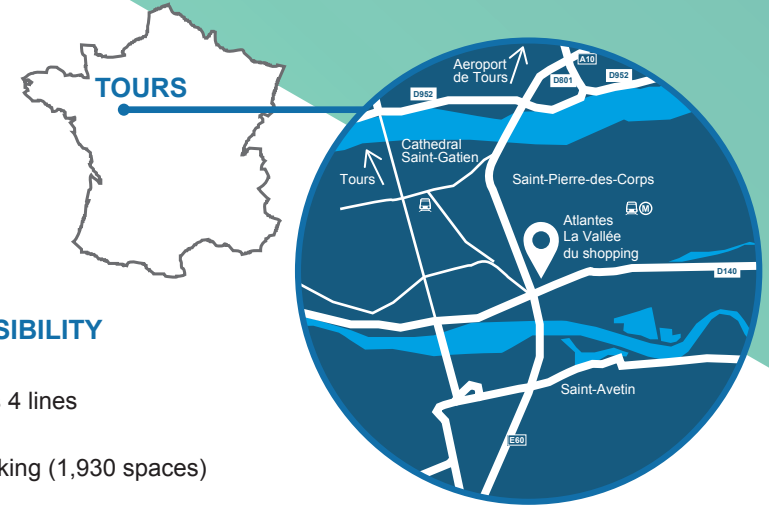 TOURS
Aeroport
de Tours
A10
D801
D952
D952
Cathedral
Saint-Gatien
Tours
Saint-Pierre-des-Corps
M
Atlantes
La Vallée
du shopping
D140
SIBILITY
4 lines
king (1,930 spaces)
Saint-Avetin
E60